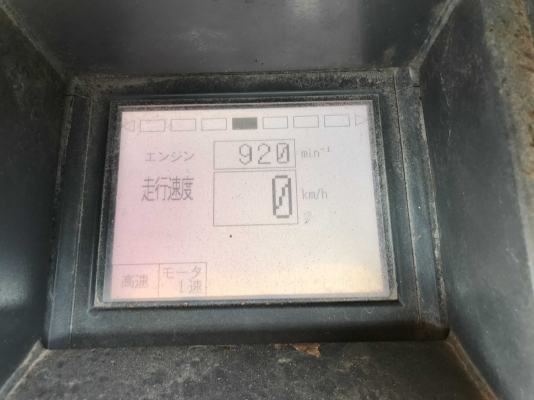 エンジン 920 min⁻¹
走行速度 0 km/h
高速 モータ
1速